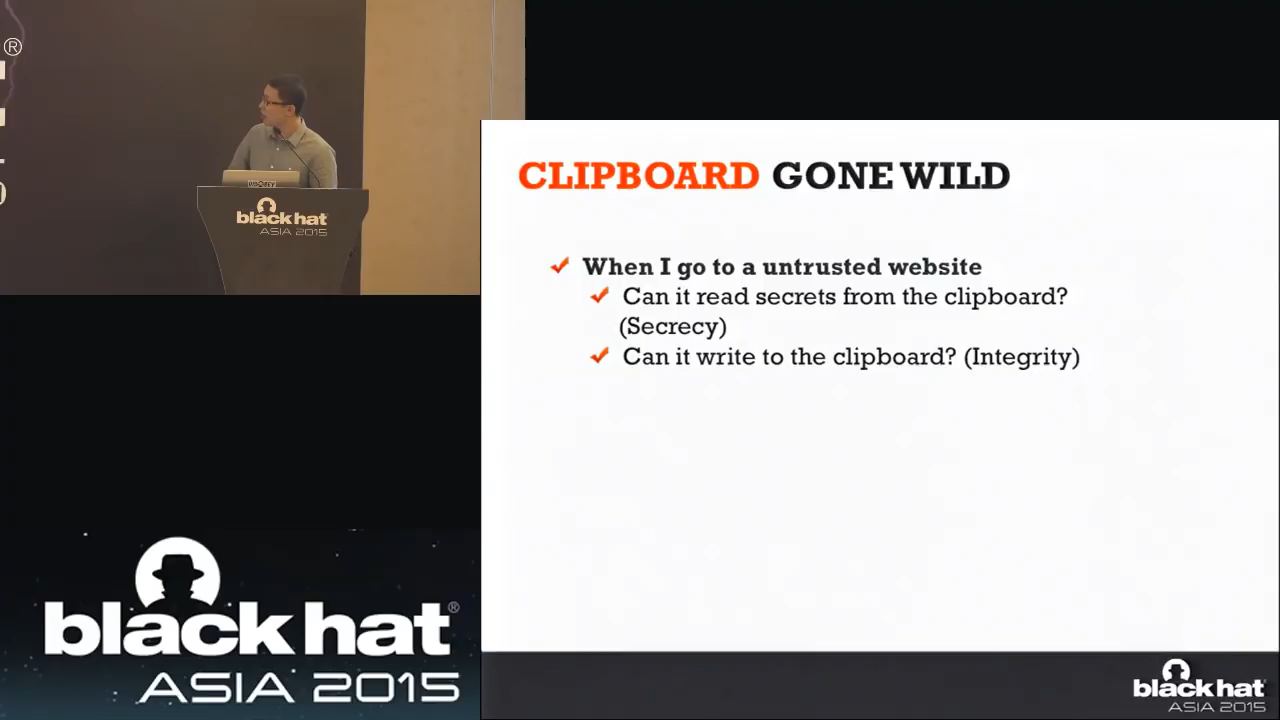 ®
black hat
ASIA 2015
CLIPBOARD GONE WILD
When I go to a untrusted website
Can it read secrets from the clipboard?
(Secrecy)
Can it write to the clipboard? (Integrity)
black hat®
ASIA 2015
black hat
ASIA 2015